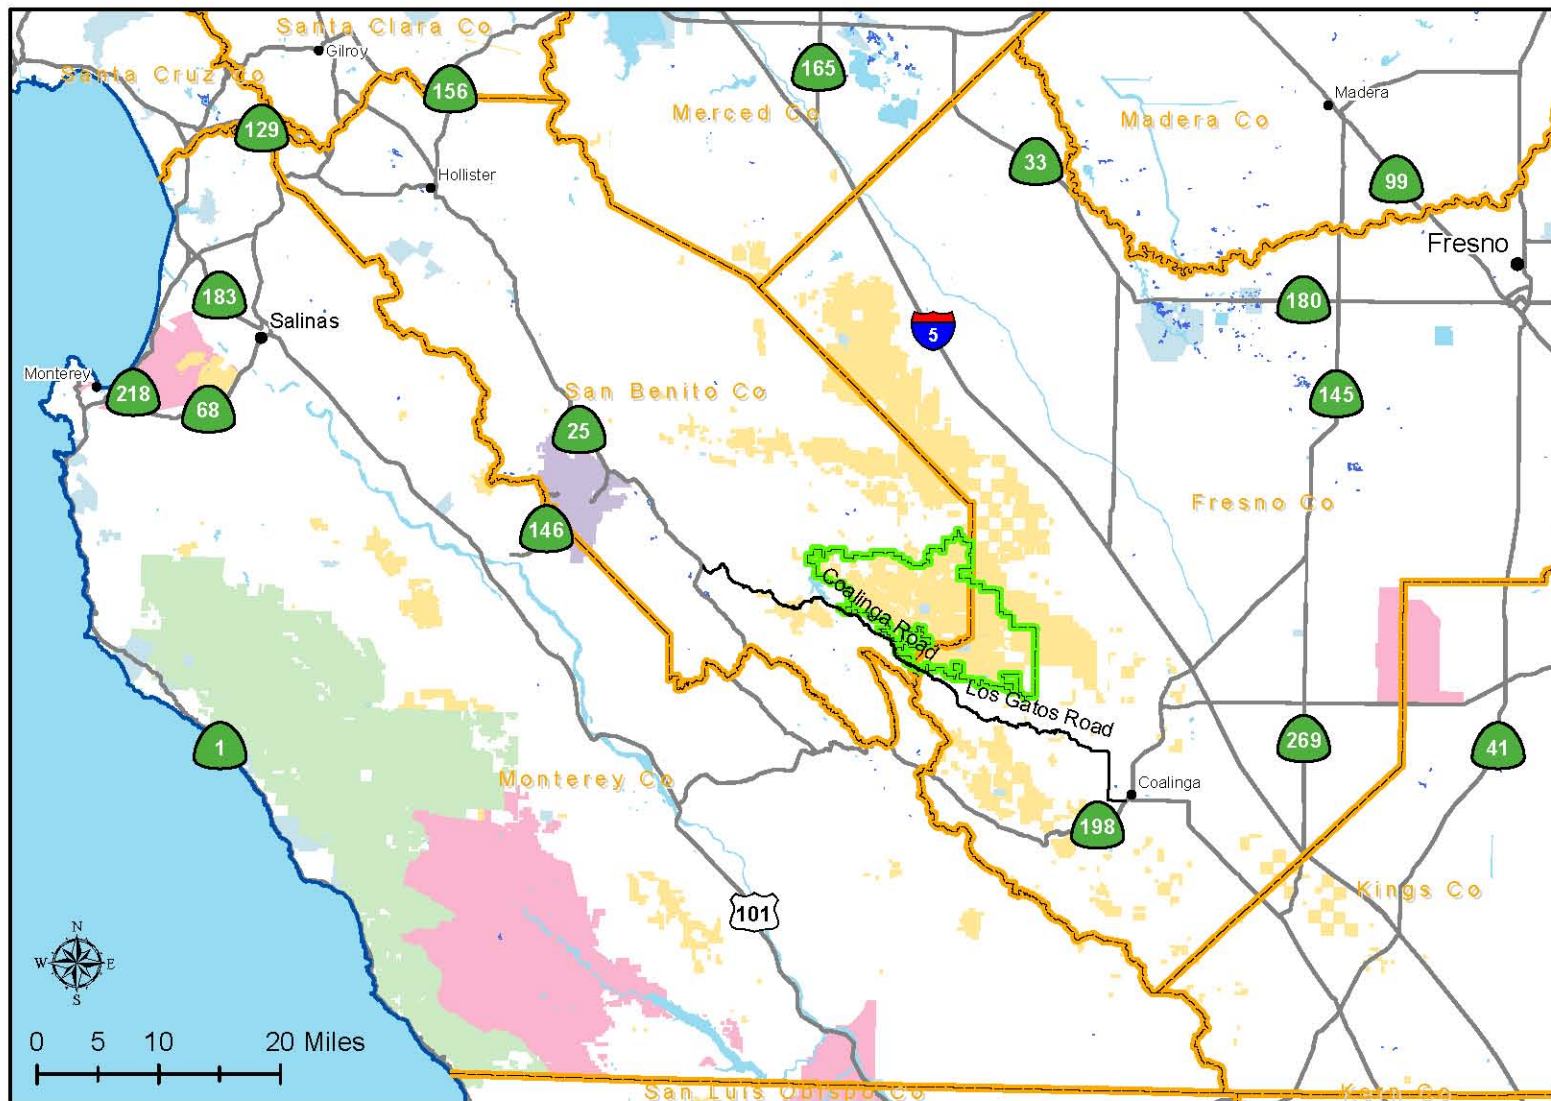 Santa Clara Co
Gilroy
Santa Cruz Co
156
165
Merced Co
Madera
Madera Co
129
33
99
Hollister
Fresno
183
180
Salinas
5
Monterey
218
68
San Benito Co
145
25
Fresno Co
146
Coalinga Road
Los Gatos Road
1
269
41
Monterey Co
Coalinga
198
Kings Co
101
N
W
E
S
0 5 10 20 Miles
San Luis Obispo Co
Kern Co